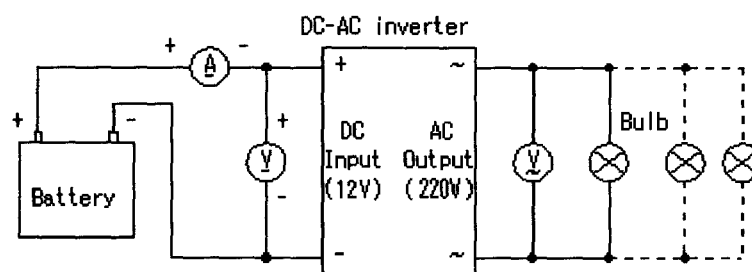 DC-AC inverter
+ A -
+ ~
+ - + Bulb
DC AC
V Input Output V
Battery (12V) (220V)
-
- ~